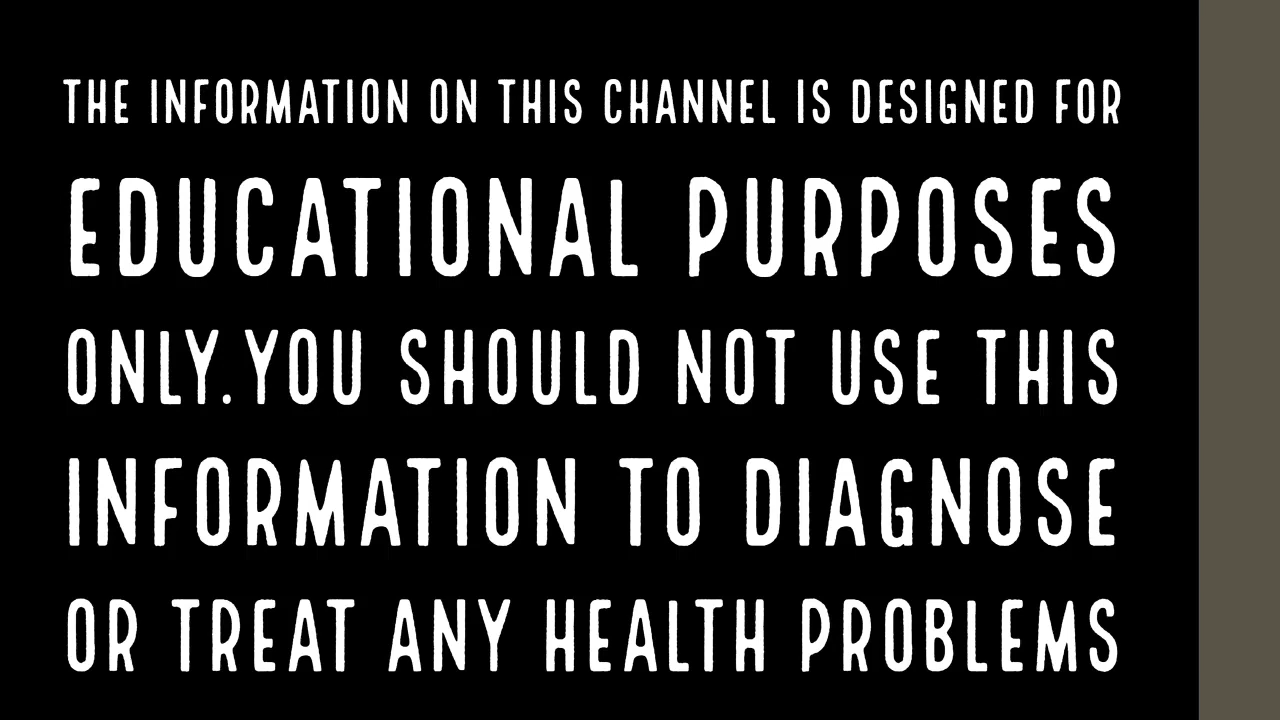 THE INFORMATION ON THIS CHANNEL IS DESIGNED FOR
EDUCATIONAL PURPOSES
ONLY.YOU SHOULD NOT USE THIS
INFORMATION TO DIAGNOSE
OR TREAT ANY HEALTH PROBLEMS